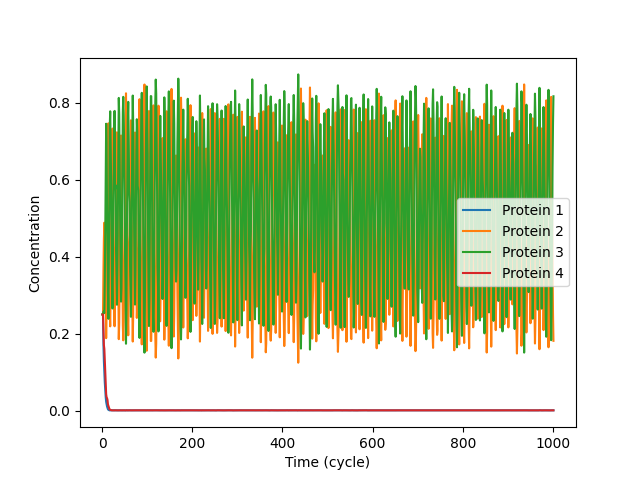 0.8
0.6
0.4
0.2
0.0
Concentration
0 200 400 600 800 1000
Time (cycle)
Protein 1
Protein 2
Protein 3
Protein 4